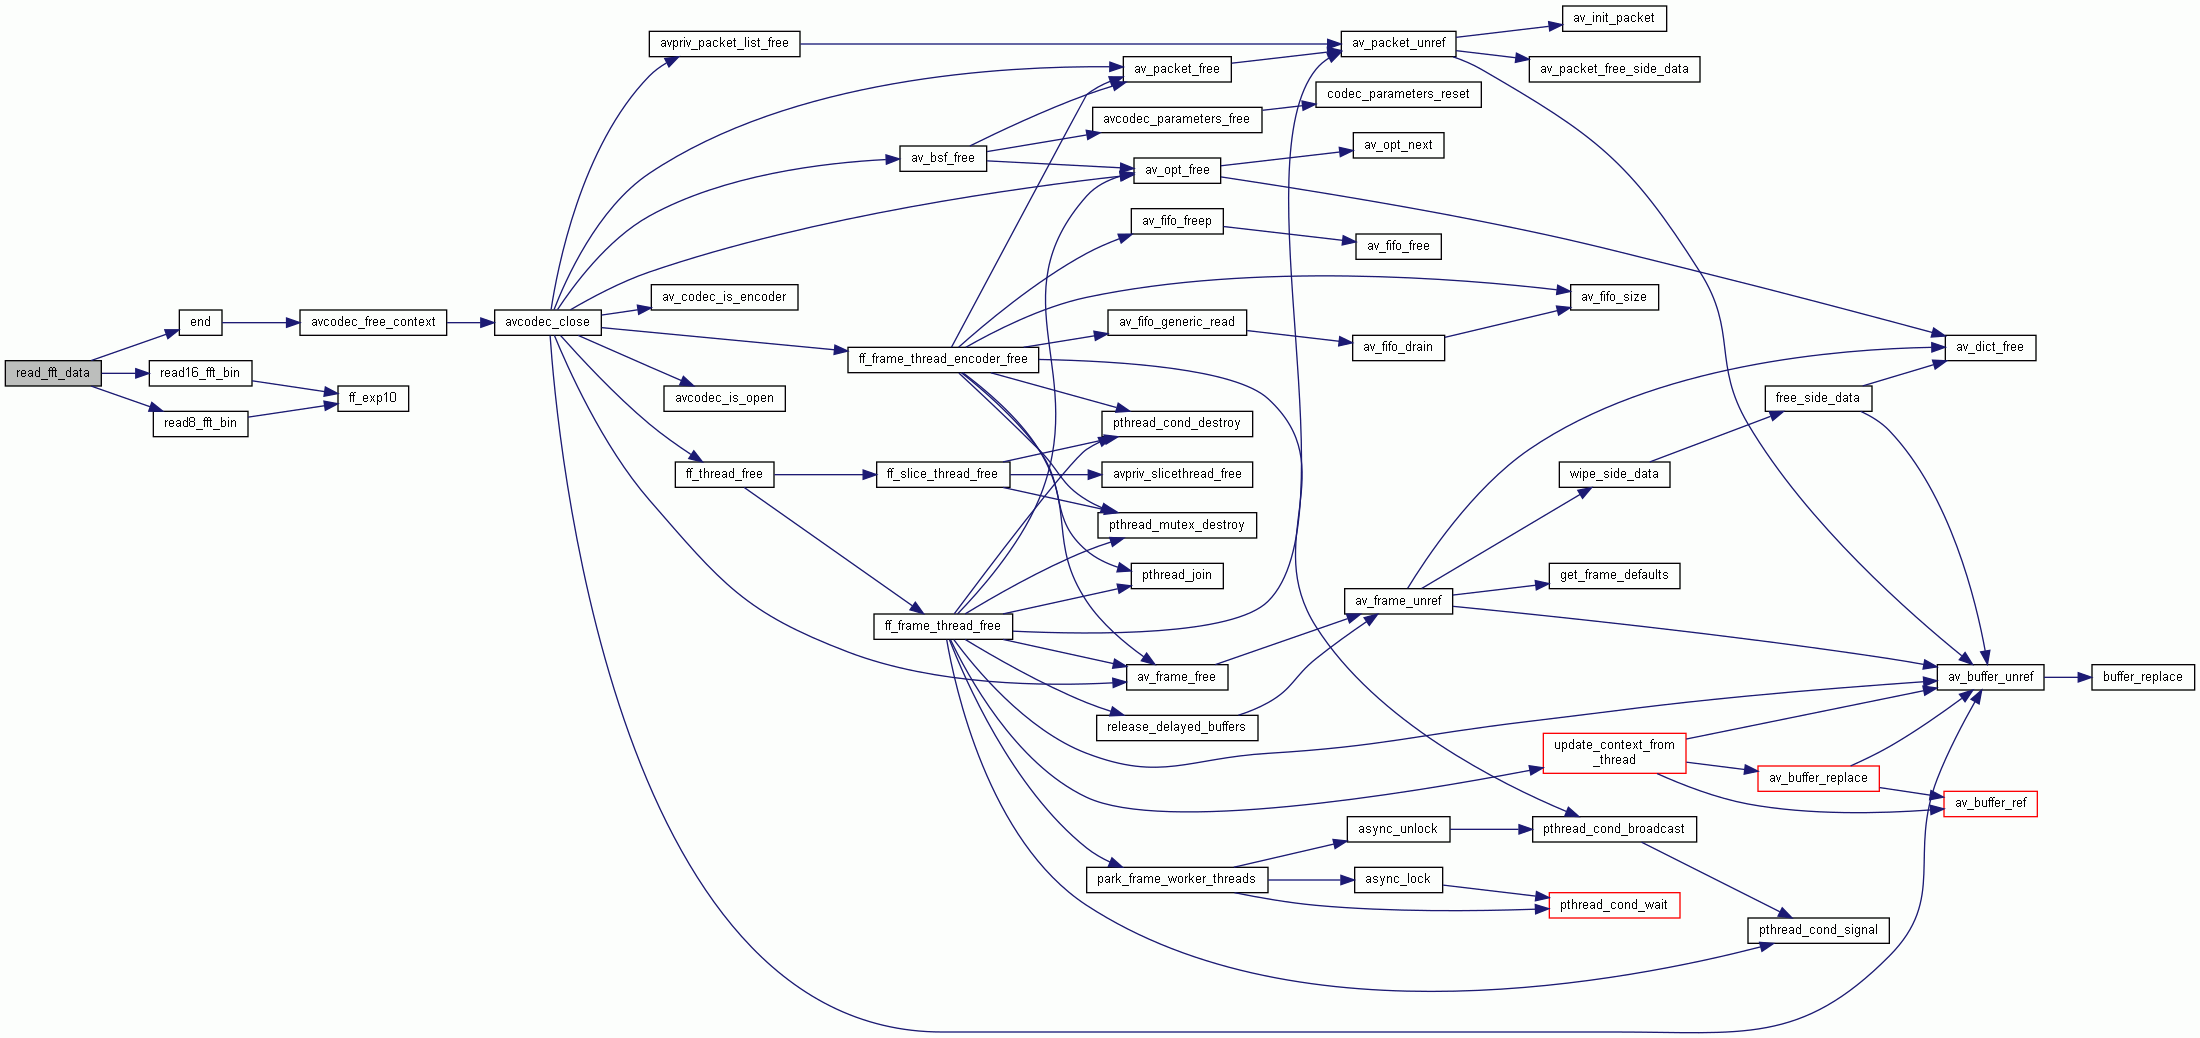 read_fft_data
end
read16_fft_bin
read8_fft_bin
avcodec_free_context
ff_exp10
avcodec_close
avpriv_packet_list_free
av_codec_is_encoder
avcodec_is_open
ff_thread_free
av_bsf_free
ff_frame_thread_encoder_free
ff_slice_thread_free
ff_frame_thread_free
av_packet_free
avcodec_parameters_free
av_opt_free
av_fifo_freep
av_fifo_generic_read
pthread_cond_destroy
avpriv_slicethread_free
pthread_mutex_destroy
pthread_join
av_frame_free
release_delayed_buffers
park_frame_worker_threads
av_packet_unref
codec_parameters_reset
av_opt_next
av_fifo_free
av_fifo_drain
av_frame_unref
async_unlock
async_lock
av_init_packet
av_packet_free_side_data
av_fifo_size
wipe_side_data
get_frame_defaults
update_context_from
_thread
pthread_cond_broadcast
pthread_cond_wait
free_side_data
av_buffer_replace
pthread_cond_signal
av_dict_free
av_buffer_unref
av_buffer_ref
buffer_replace